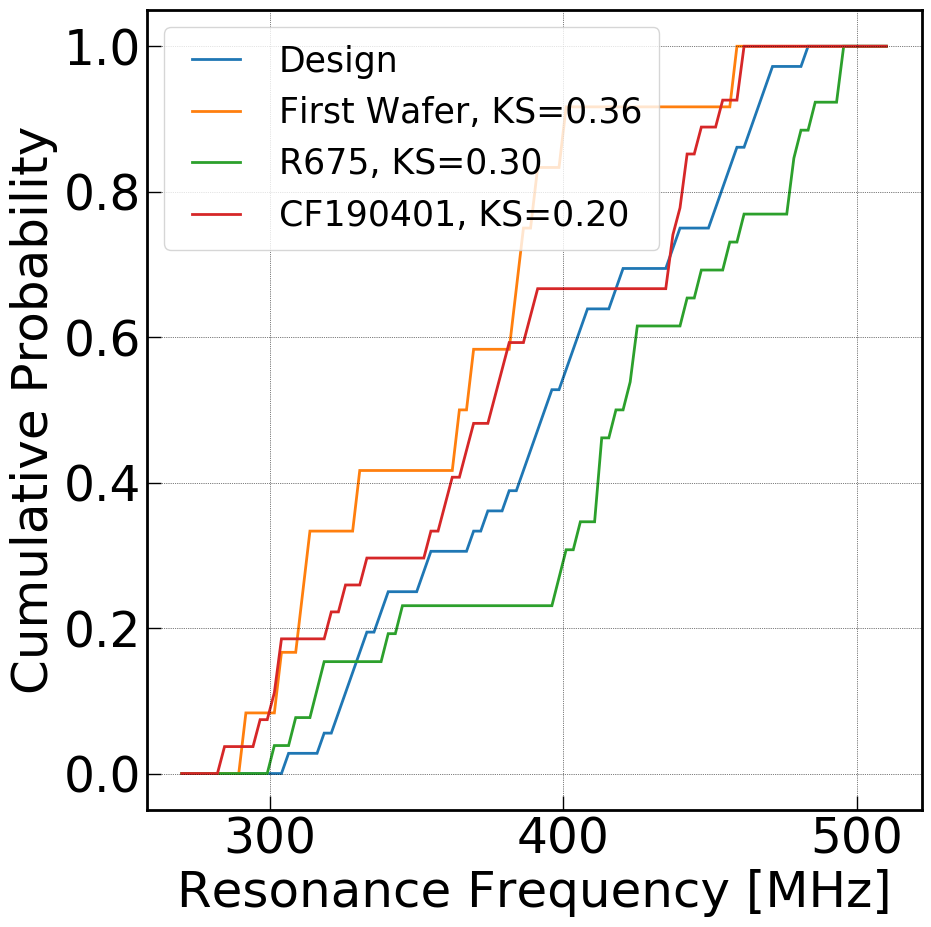 1.0
0.8
0.6
0.4
0.2
0.0
Cumulative Probability
Design
First Wafer, KS=0.36
R675, KS=0.30
CF190401, KS=0.20
300 400 500
Resonance Frequency [MHz]